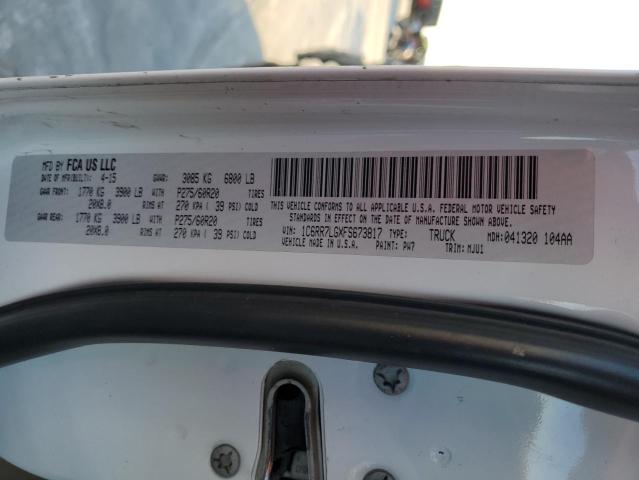 MFD BY FCA US LLC
DATE OF MFR/BUILT: 4-15 GVWR: 3085 KG 6800 LB
GAWR FRONT: 1770 KG 3900 LB WITH P275/60R20 TIRES
20X8.0 RIMS AT 270 KPA ( 39 PSI) COLD
GAWR REAR: 1770 KG 3900 LB WITH P275/60R20 TIRES
20X8.0 RIMS AT 270 KPA ( 39 PSI) COLD
THIS VEHICLE CONFORMS TO ALL APPLICABLE U.S.A. FEDERAL MOTOR VEHICLE SAFETY
STANDARDS IN EFFECT ON THE DATE OF MANUFACTURE SHOWN ABOVE.
VIN: 1C6RR7LGXFS673817 TYPE: TRUCK MDH: 041320 104AA
MADE IN U.S.A. PAINT: PW7 TRIM: MJU1